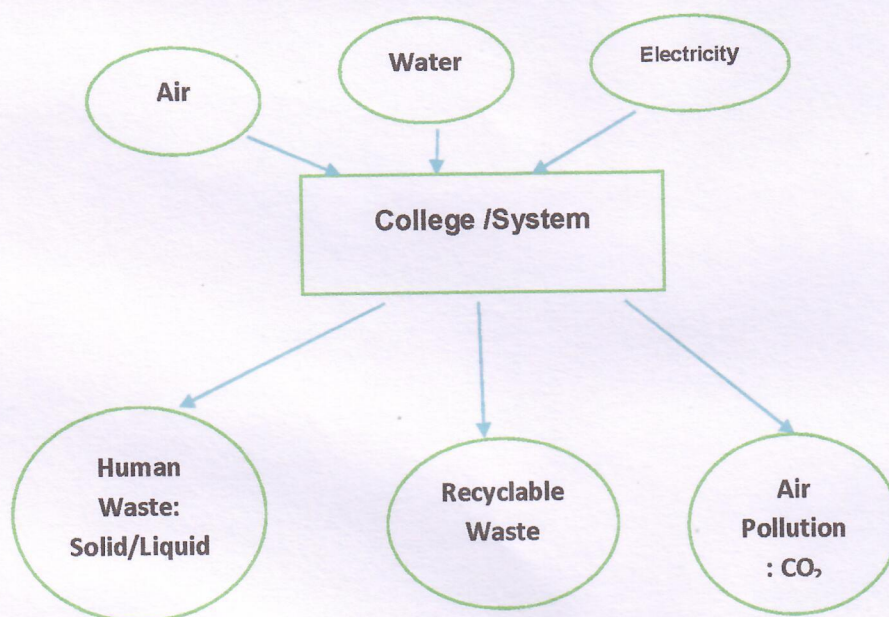 Air
Water
Electricity
College /System
Human
Waste:
Solid/Liquid
Recyclable
Waste
Air
Pollution
: CO₂